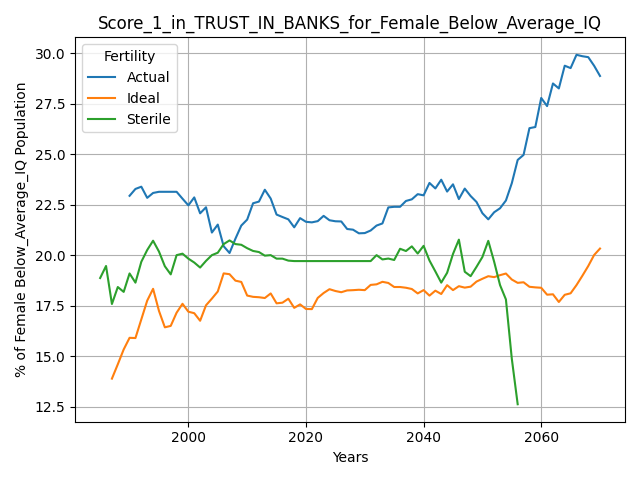 Score_1_in_TRUST_IN_BANKS_for_Female_Below_Average_IQ
Fertility
Actual
Ideal
Sterile
% of Female Below_Average_IQ Population
30.0
27.5
25.0
22.5
20.0
17.5
15.0
12.5
2000
2020
2040
2060
Years